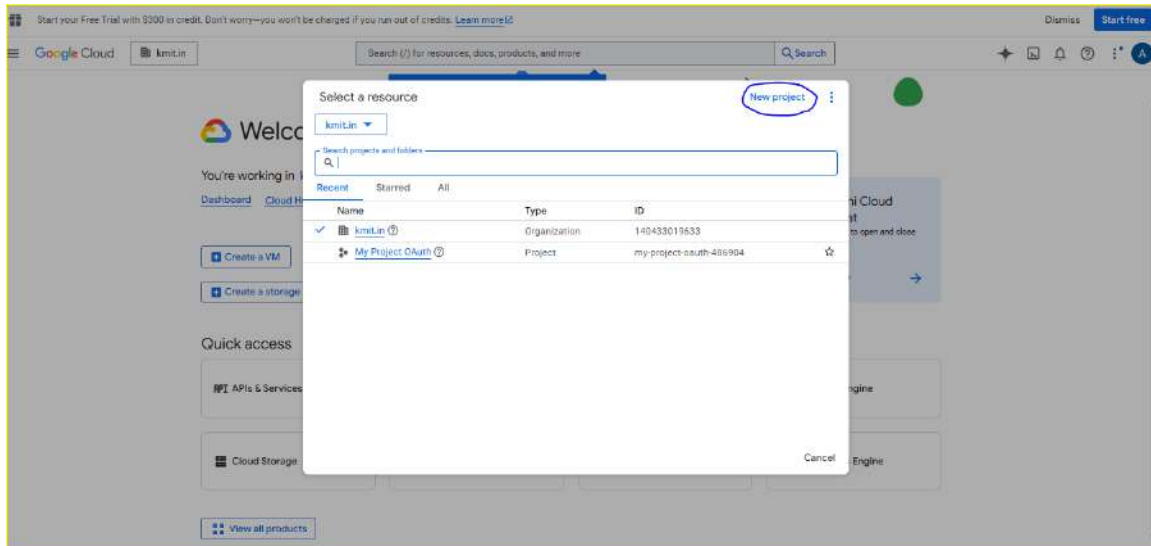 Start your Free Trial with $300 in credit. Don't worry—you won't be charged if you run out of credits. Learn more
Dismiss
Start free
Google Cloud
kmit.in
Search (/) for resources, docs, products, and more
Search
A
Select a resource
New project
kmit.in
Search projects and folders
Recent Starred All
Name Type ID
kmit.in Organization 140433019633
My Project OAuth Project my-project-oauth-486904
Cancel
Welco
You're working in
Dashboard Cloud H
Create a VM
Create a storage
ni Cloud
nt
to open and close
Quick access
API APIs & Services
ngine
Cloud Storage
Engine
View all products